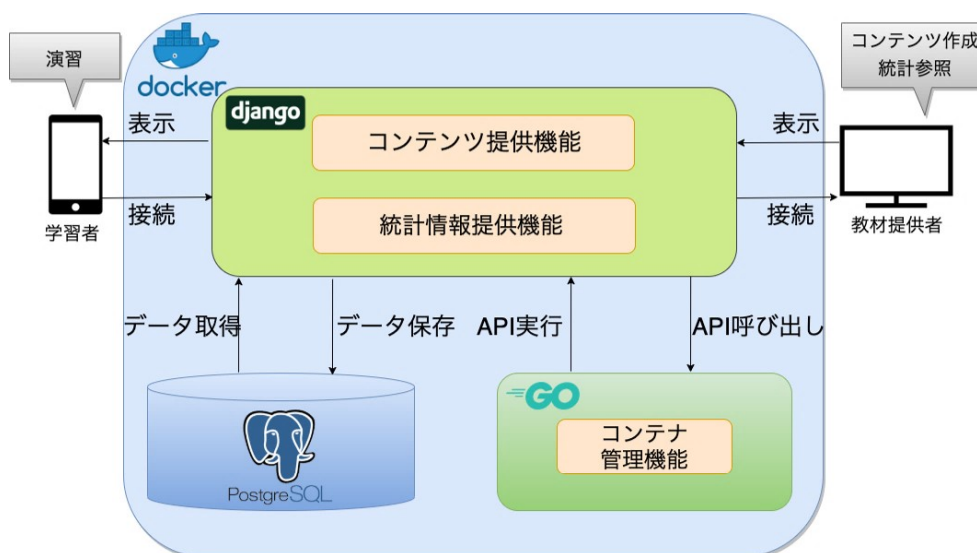 演習
docker
コンテンツ作成
統計参照
django
表示
コンテンツ提供機能
表示
接続
統計情報提供機能
接続
学習者
教材提供者
データ取得
データ保存
API実行
API呼び出し
GO
コンテナ
管理機能
PostgreSQL